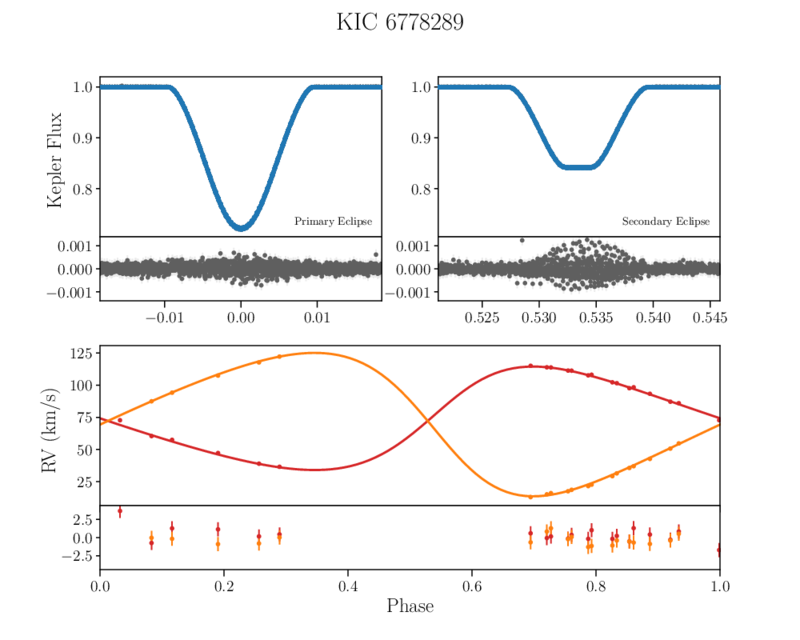 KIC 6778289
Kepler Flux
1.0
0.9
0.8
Primary Eclipse
0.001
0.000
−0.001
−0.01 0.00 0.01
1.0
0.9
0.8
Secondary Eclipse
0.001
0.000
−0.001
0.525 0.530 0.535 0.540 0.545
RV (km/s)
125
100
75
50
25
2.5
0.0
−2.5
0.0 0.2 0.4 0.6 0.8 1.0
Phase